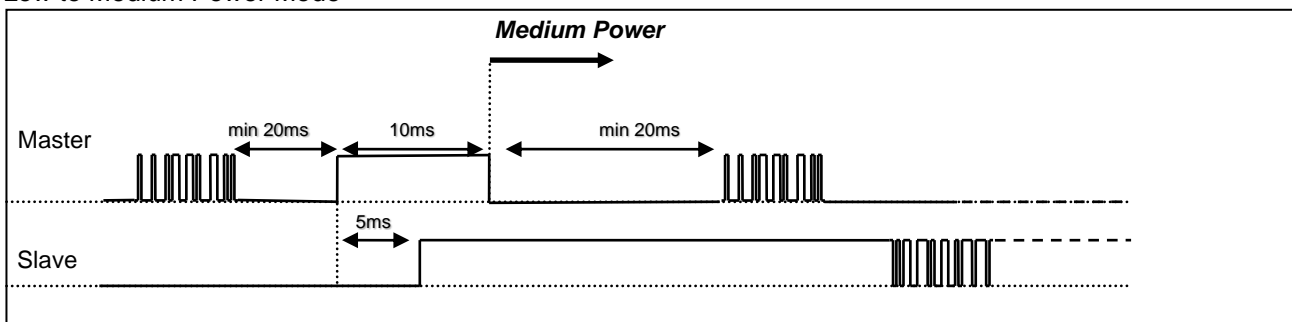 Low to Medium Power Mode
Medium Power
min 20ms
10ms
min 20ms
Master
5ms
Slave